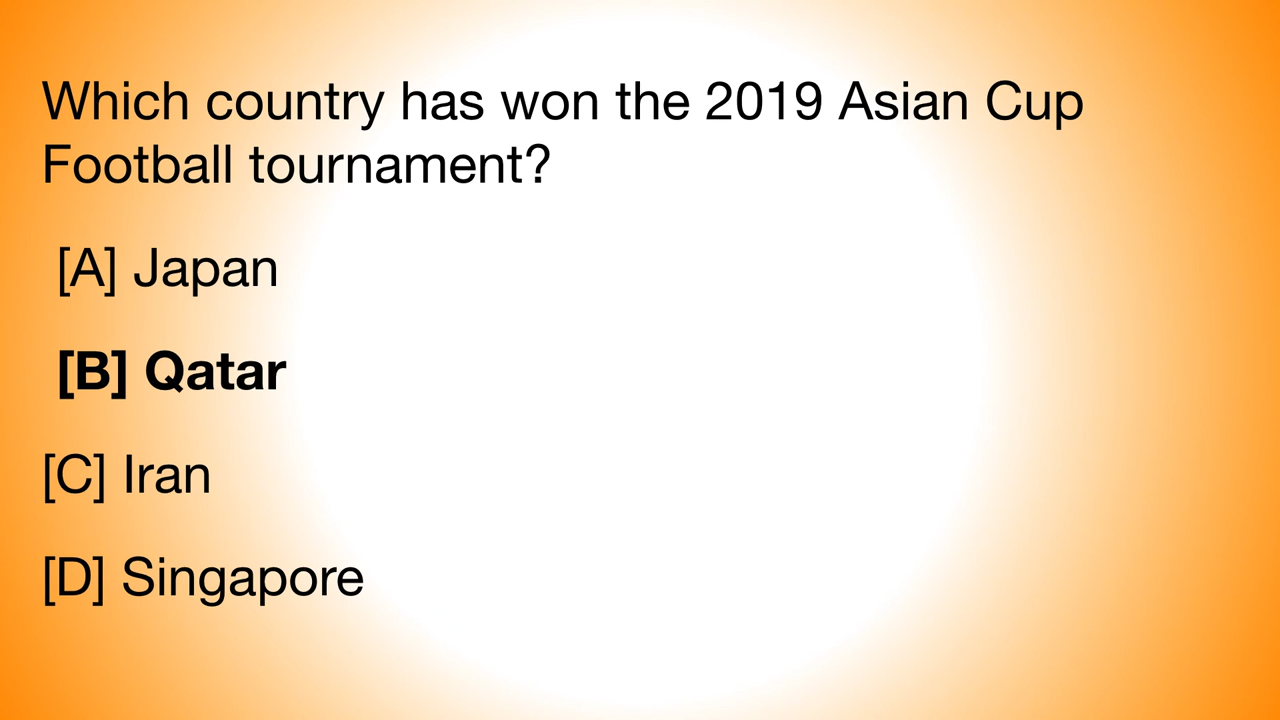 Which country has won the 2019 Asian Cup
Football tournament?
[A] Japan
[B] Qatar
[C] Iran
[D] Singapore